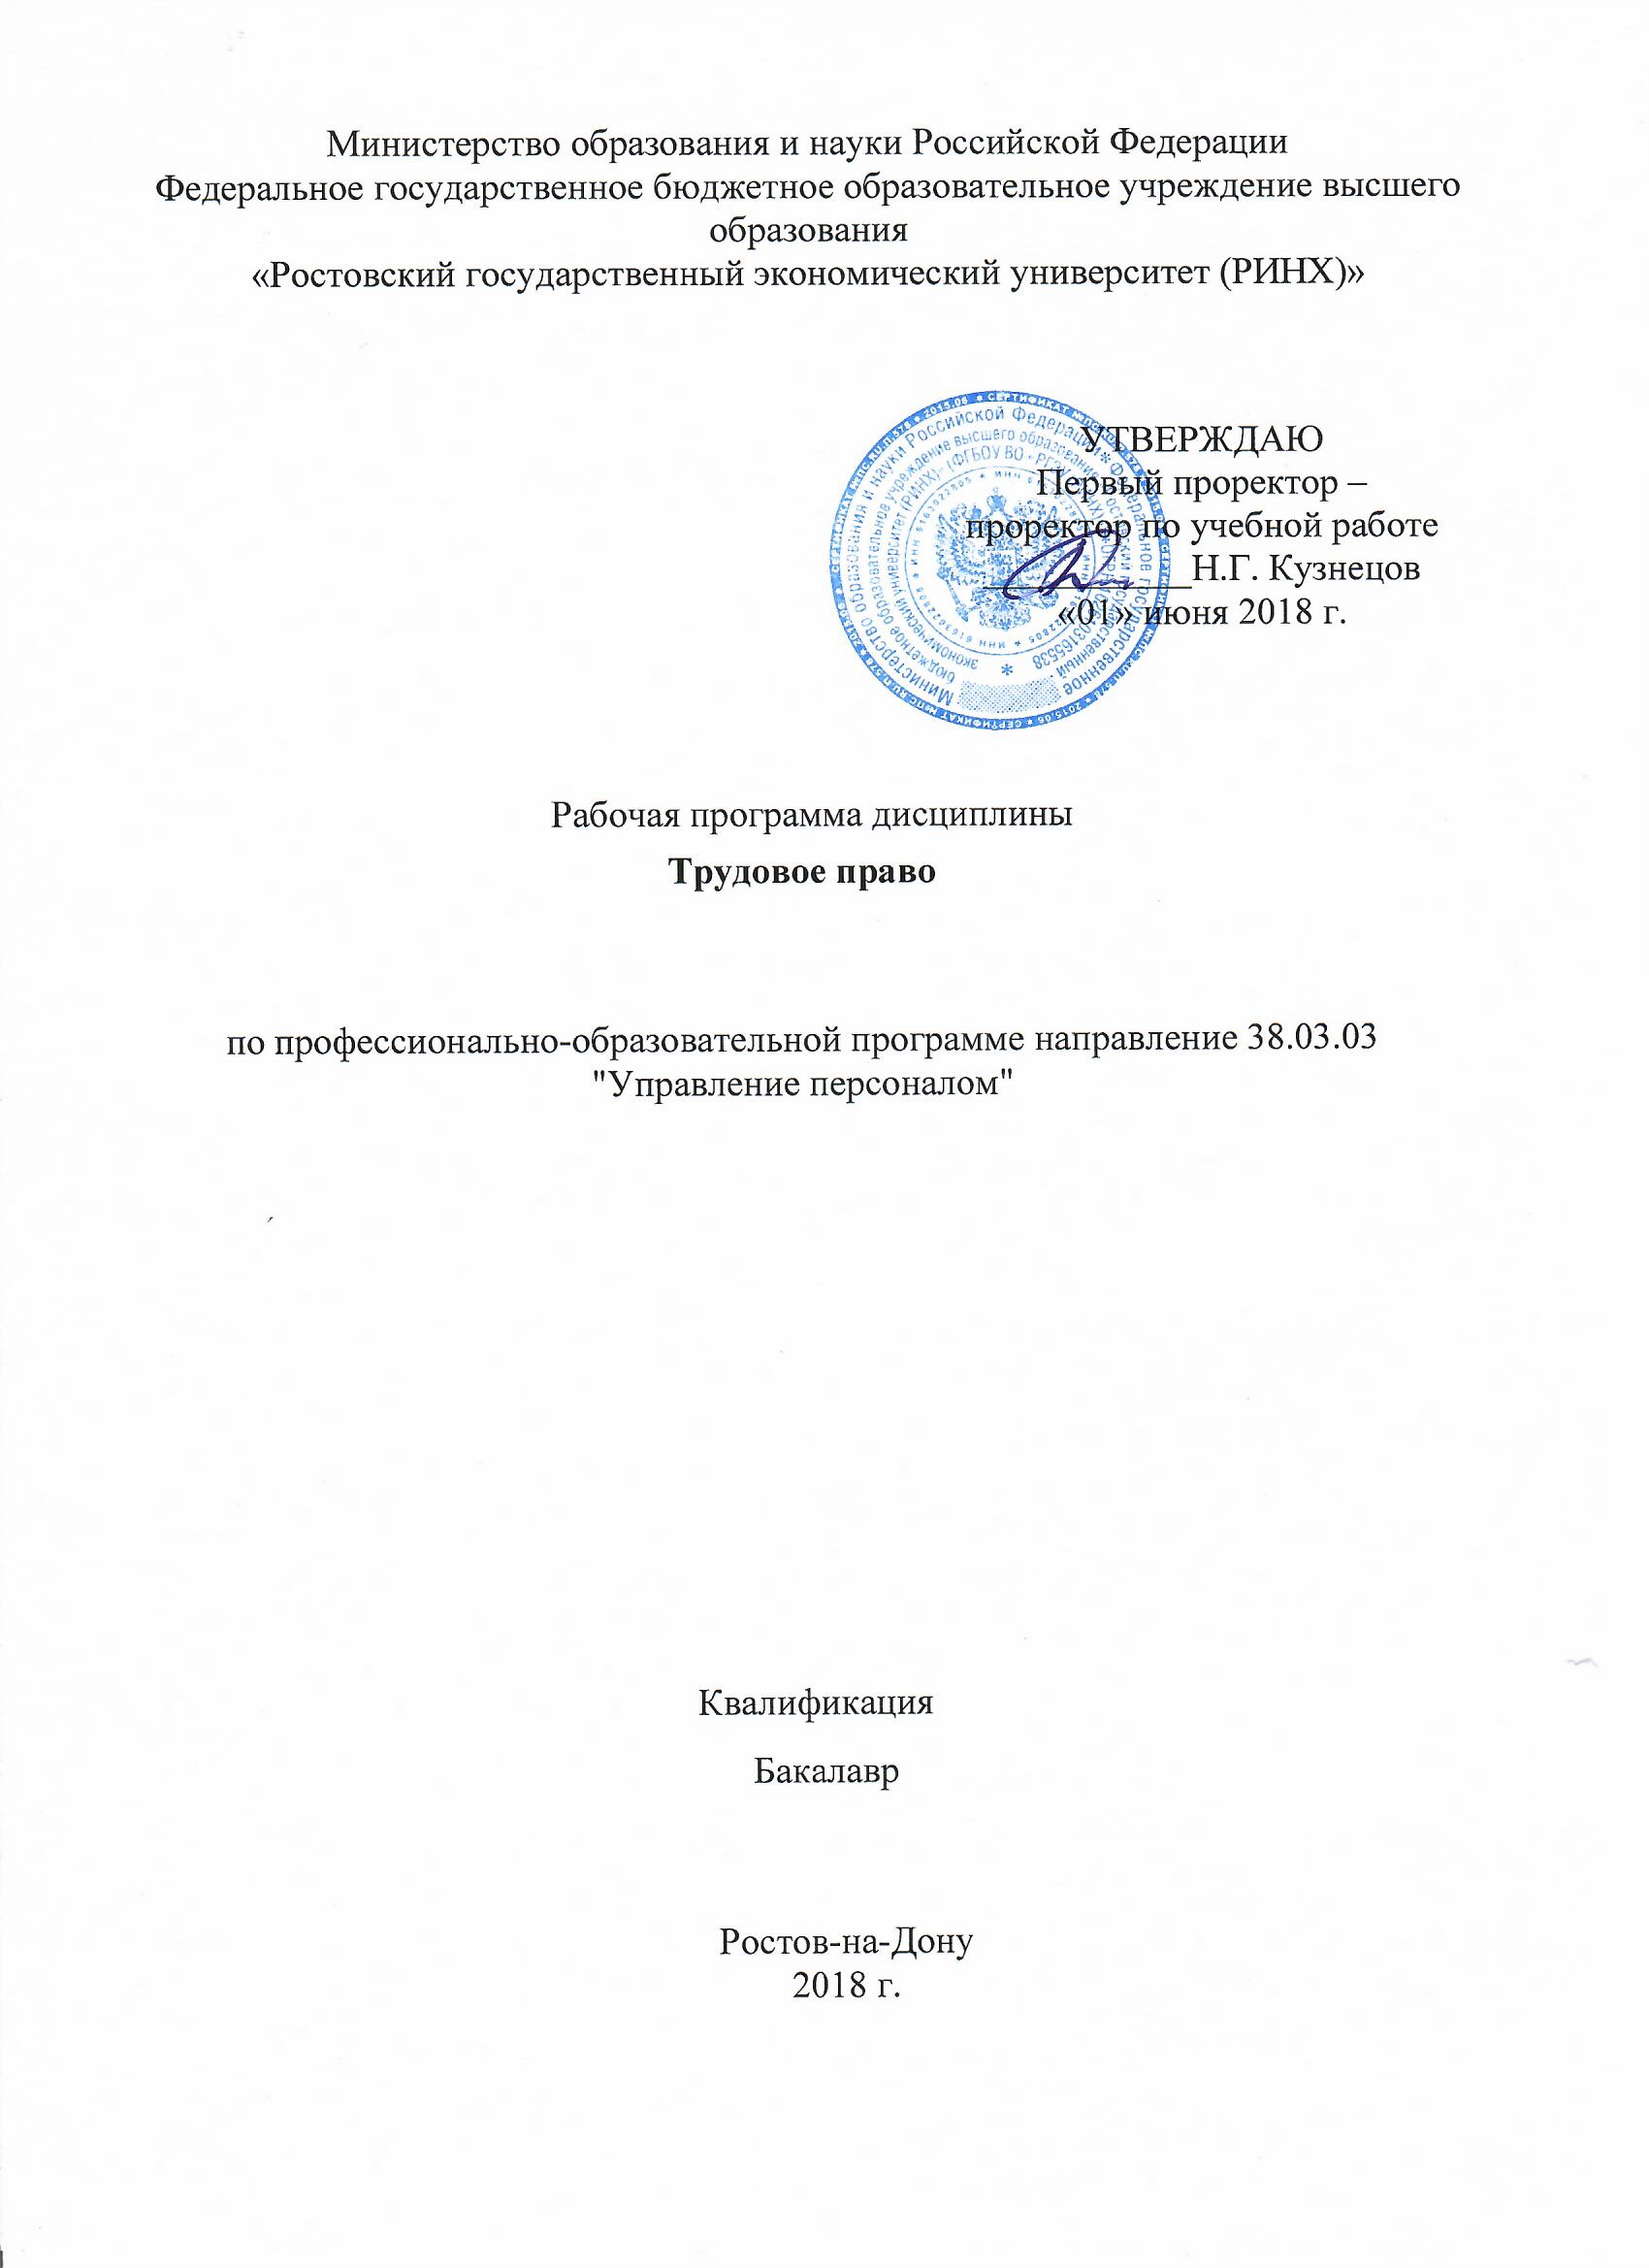 Министерство образования и науки Российской Федерации
Федеральное государственное бюджетное образовательное учреждение высшего
образования
«Ростовский государственный экономический университет (РИНХ)»
УТВЕРЖДАЮ
Первый проректор –
проректор по учебной работе
Н.Г. Кузнецов
«01» июня 2018 г.
Рабочая программа дисциплины
Трудовое право
по профессионально-образовательной программе направление 38.03.03
"Управление персоналом"
Квалификация
Бакалавр
Ростов-на-Дону
2018 г.